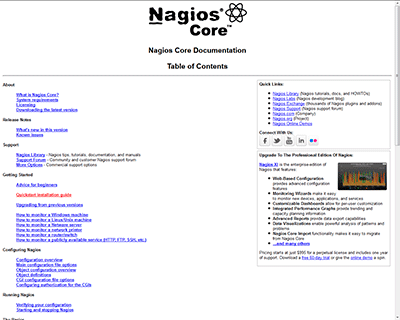 Nagios®
Core™
Nagios Core Documentation
Table of Contents
About
What is Nagios Core?
System requirements
Licensing
Downloading the latest version
Release Notes
What's new in this version
Known issues
Support
Nagios Library - Nagios tips, tutorials, documentation, and manuals
Support Forum - Community and customer Nagios support forum
More Options - Commercial support options
Getting Started
Advice for beginners
Quickstart installation guide
Upgrading from previous versions
How to monitor a Windows machine
How to monitor a Linux/Unix machine
How to monitor a Netware server
How to monitor a network printer
How to monitor a router/switch
How to monitor a publicly available service (HTTP, FTP, SSH, etc.)
Configuring Nagios
Configuration overview
Main configuration file options
Object configuration overview
Object definitions
CGI configuration file options
Configuring authorization for the CGIs
Running Nagios
Verifying your configuration
Starting and stopping Nagios
The Basics
Quick Links:
Nagios Library (Nagios tutorials, docs, and HOWTOs)
Nagios Labs (Nagios development blog)
Nagios Exchange (thousands of Nagios plugins and addons)
Nagios Support (Nagios support forum)
Nagios.com (Company)
Nagios.org (Project)
Nagios Online Demos
Connect With Us
Upgrade To The Professional Edition Of Nagios:
Nagios XI is the enterprise edition
of Nagios that features:
Web-Based Configuration
provides advanced configuration
features
Monitoring Wizards make it easy
to monitor new devices, applications, and services
Customizable Dashboards allow for per-user customization
Integrated Performance Graphs provide trending and
capacity planning information
Advanced Reports provide data export capabilities
Data Visualizations enable powerful analysis of patterns and
problems
Nagios Core Import functionality makes it easy to migrate
from Nagios Core
...and many others
Pricing starts at just $995 for a perpetual license and includes one year
of support. Download a free 60-day trial or give the online demos a spin.